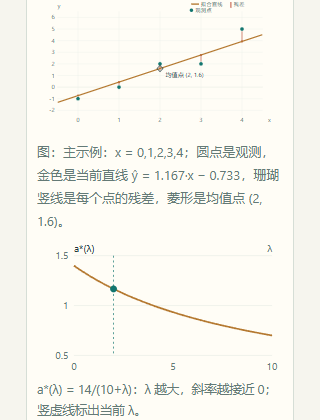 y
拟合直线 残差
观测点
6
5
4
3
2
1
0
-1
-2
均值点 (2, 1.6)
0 1 2 3 4 x
图：主示例：x = 0,1,2,3,4；圆点是观测，
金色是当前直线 ŷ = 1.167·x − 0.733，珊瑚
竖线是每个点的残差，菱形是均值点 (2,
1.6)。
a*(λ) λ
1.5
1
0.5
0 5 10
a*(λ) = 14/(10+λ)：λ 越大，斜率越接近 0；
竖虚线标出当前 λ。